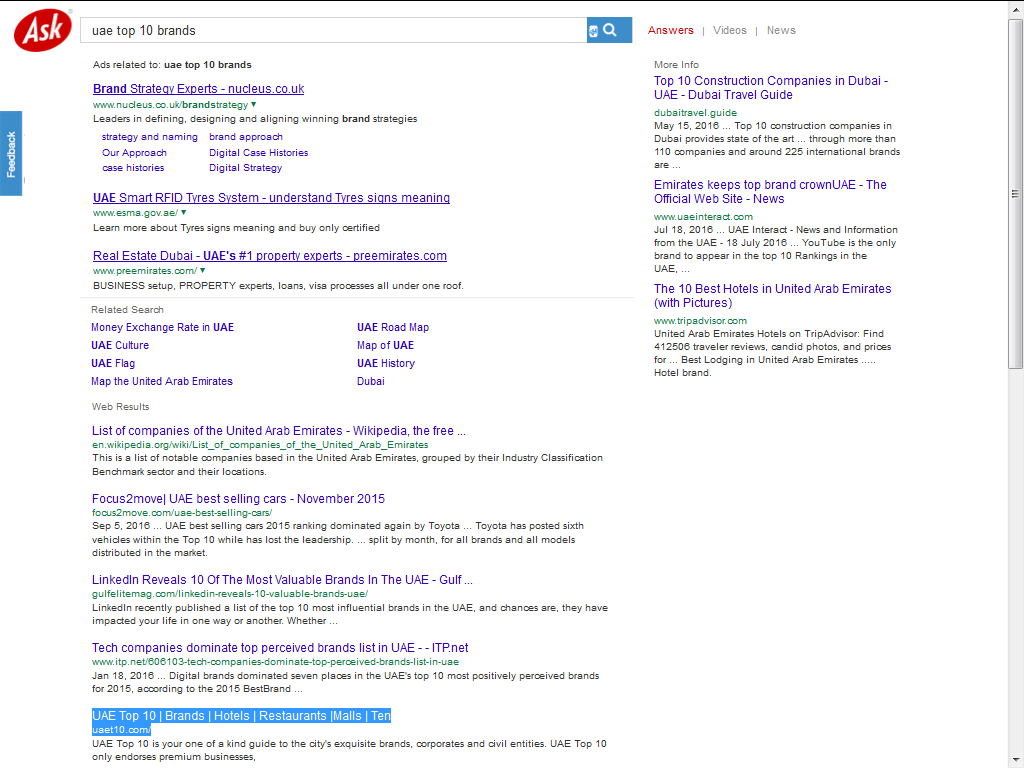 Ask
uae top 10 brands
Answers | Videos | News
Feedback
Ads related to: uae top 10 brands
Brand Strategy Experts - nucleus.co.uk
www.nucleus.co.uk/brandstrategy ▼
Leaders in defining, designing and aligning winning brand strategies
strategy and naming brand approach
Our Approach Digital Case Histories
case histories Digital Strategy
UAE Smart RFID Tyres System - understand Tyres signs meaning
www.esma.gov.ae/ ▼
Learn more about Tyres signs meaning and buy only certified
Real Estate Dubai - UAE's #1 property experts - preemirates.com
www.preemirates.com/ ▼
BUSINESS setup, PROPERTY experts, loans, visa processes all under one roof.
Related Search
Money Exchange Rate in UAE UAE Road Map
UAE Culture Map of UAE
UAE Flag UAE History
Map the United Arab Emirates Dubai
Web Results
List of companies of the United Arab Emirates - Wikipedia, the free ...
en.wikipedia.org/wiki/List_of_companies_of_the_United_Arab_Emirates
This is a list of notable companies based in the United Arab Emirates, grouped by their Industry Classification
Benchmark sector and their locations.
Focus2move| UAE best selling cars - November 2015
focus2move.com/uae-best-selling-cars/
Sep 5, 2016 ... UAE best selling cars 2015 ranking dominated again by Toyota ... Toyota has posted sixth
vehicles within the Top 10 while has lost the leadership. ... split by month, for all brands and all models
distributed in the market.
LinkedIn Reveals 10 Of The Most Valuable Brands In The UAE - Gulf ...
gulfelitemag.com/linkedin-reveals-10-valuable-brands-uae/
LinkedIn recently published a list of the top 10 most influential brands in the UAE, and chances are, they have
impacted your life in one way or another. Whether ...
Tech companies dominate top perceived brands list in UAE - - ITP.net
www.itp.net/606103-tech-companies-dominate-top-perceived-brands-list-in-uae
Jan 18, 2016 ... Digital brands dominated seven places in the UAE's top 10 most positively perceived brands
for 2015, according to the 2015 BestBrand ...
UAE Top 10 | Brands | Hotels | Restaurants |Malls | Ten
uaet10.com/
UAE Top 10 is your one of a kind guide to the city's exquisite brands, corporates and civil entities. UAE Top 10
only endorses premium businesses,
More Info
Top 10 Construction Companies in Dubai -
UAE - Dubai Travel Guide
dubaitravel.guide
May 15, 2016 ... Top 10 construction companies in
Dubai provides state of the art ... through more than
110 companies and around 225 international brands
are ...
Emirates keeps top brand crownUAE - The
Official Web Site - News
www.uaeinteract.com
Jul 18, 2016 ... UAE Interact - News and Information
from the UAE - 18 July 2016 ... YouTube is the only
brand to appear in the top 10 Rankings in the
UAE, ...
The 10 Best Hotels in United Arab Emirates
(with Pictures)
www.tripadvisor.com
United Arab Emirates Hotels on TripAdvisor: Find
412506 traveler reviews, candid photos, and prices
for ... Best Lodging in United Arab Emirates .....
Hotel brand.